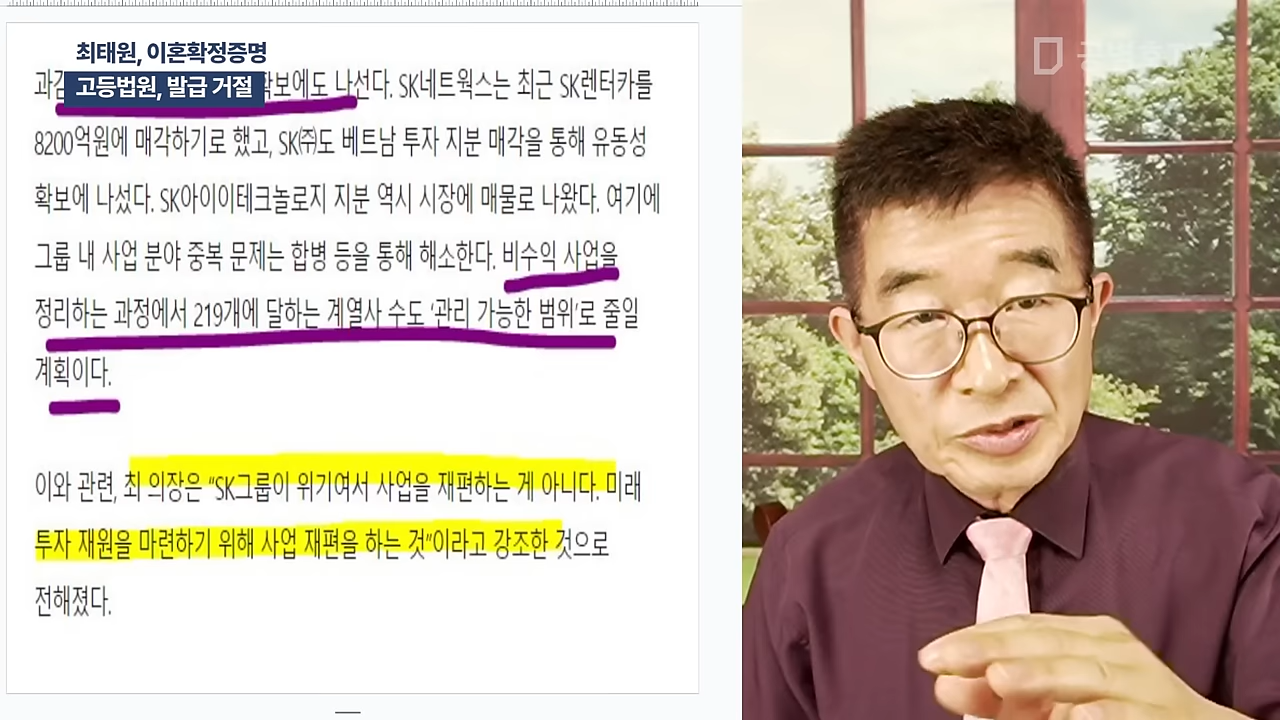 최태원, 이혼확정증명
고등법원, 발급 거절
확보에도 나선다. SK네트웍스는 최근 SK렌터카를
8200억원에 매각하기로 했고, SK㈜도 베트남 투자 지분 매각을 통해 유동성
확보에 나섰다. SK아이이테크놀로지 지분 역시 시장에 매물로 나왔다. 여기에
그룹 내 사업 분야 중복 문제는 합병 등을 통해 해소한다. 비수익 사업을
정리하는 과정에서 219개에 달하는 계열사 수도 ‘관리 가능한 범위’로 줄일
계획이다.
이와 관련, 최 의장은 “SK그룹이 위기여서 사업을 재편하는 게 아니다. 미래
투자 재원을 마련하기 위해 사업 재편을 하는 것”이라고 강조한 것으로
전해졌다.